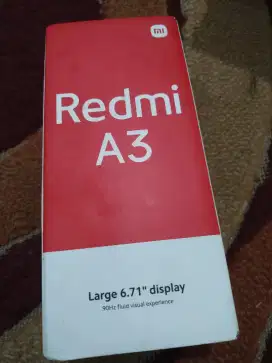 mi
Redmi
A3
Large 6.71" display
90Hz fluid visual experience